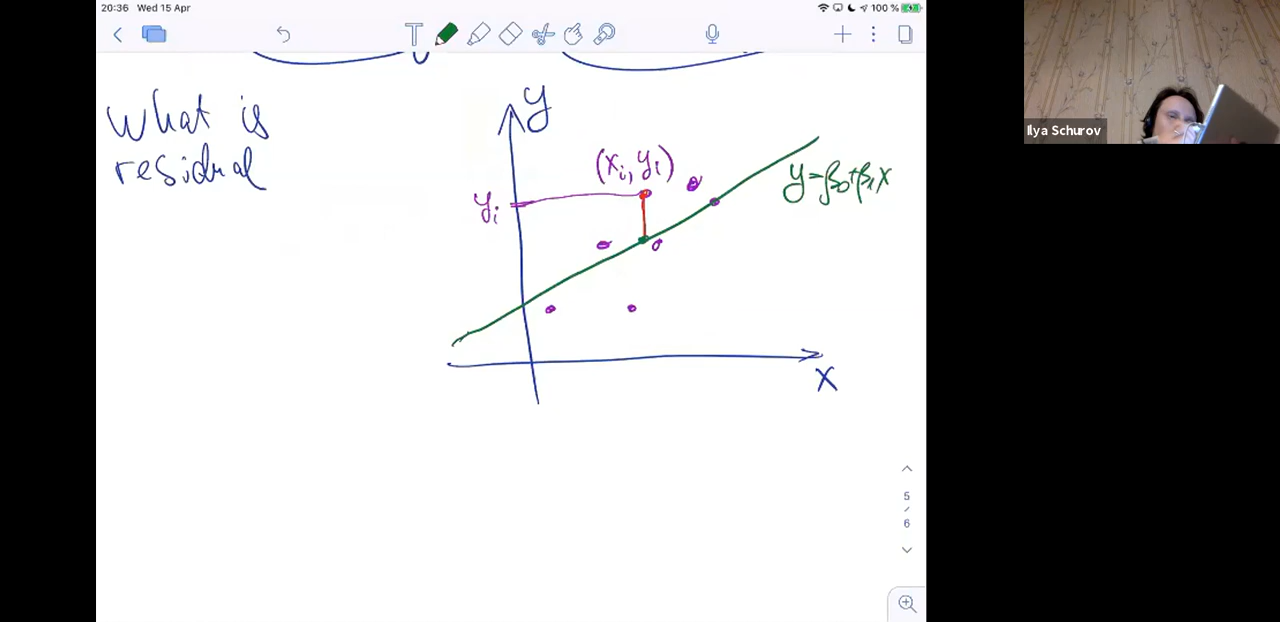 20:36 Wed 15 Apr
100 %
T
What is
residual
y
(xᵢ, yᵢ)
yᵢ
y=β₀+β₁x
x
5
/
6
Ilya Schurov